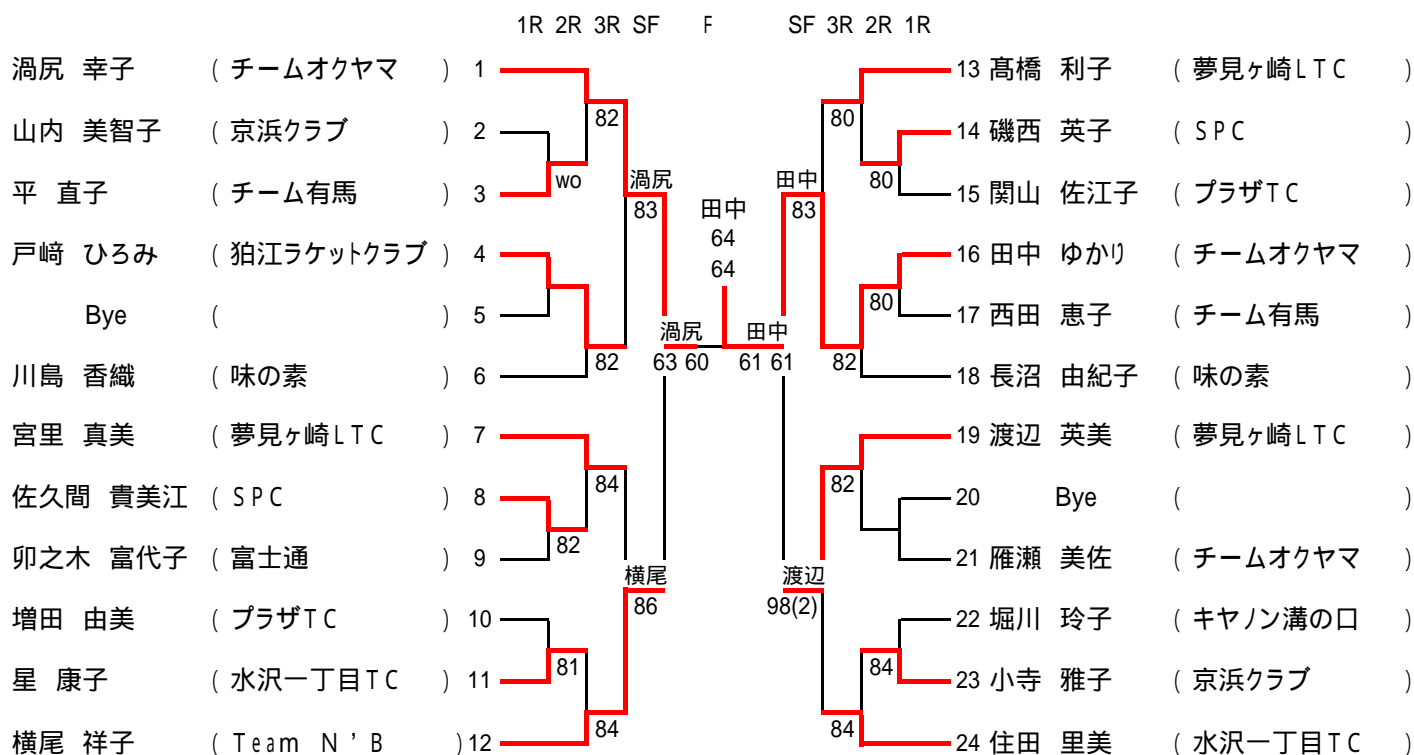 1R 2R 3R SF F SF 3R 2R 1R
渦尻 幸子 ( チームオクヤマ ) 1
13 髙橋 利子 ( 夢見ヶ崎LTC )
82
80
山内 美智子 ( 京浜クラブ ) 2
14 磯西 英子 ( SPC )
wo 渦尻
田中 80
平 直子 ( チーム有馬 ) 3
15 関山 佐江子 ( プラザTC )
83 田中 83
64
戸﨑 ひろみ ( 狛江ラケットクラブ ) 4
16 田中 ゆかり ( チームオクヤマ )
64
80
Bye ( ) 5
17 西田 恵子 ( チーム有馬 )
渦尻 田中
82 63 60 61 61 82
川島 香織 ( 味の素 ) 6
18 長沼 由紀子 ( 味の素 )
宮里 真美 ( 夢見ヶ崎LTC ) 7
19 渡辺 英美 ( 夢見ヶ崎LTC )
84
82
佐久間 貴美江 ( SPC ) 8
20 Bye ( )
82
卯之木 富代子 ( 富士通 ) 9
21 雁瀬 美佐 ( チームオクヤマ )
横尾 渡辺
86 98(2)
増田 由美 ( プラザTC ) 10
22 堀川 玲子 ( キヤノン溝の口 )
81
84
星 康子 ( 水沢一丁目TC ) 11
23 小寺 雅子 ( 京浜クラブ )
84
84
横尾 祥子 ( Team N'B ) 12
24 住田 里美 ( 水沢一丁目TC )